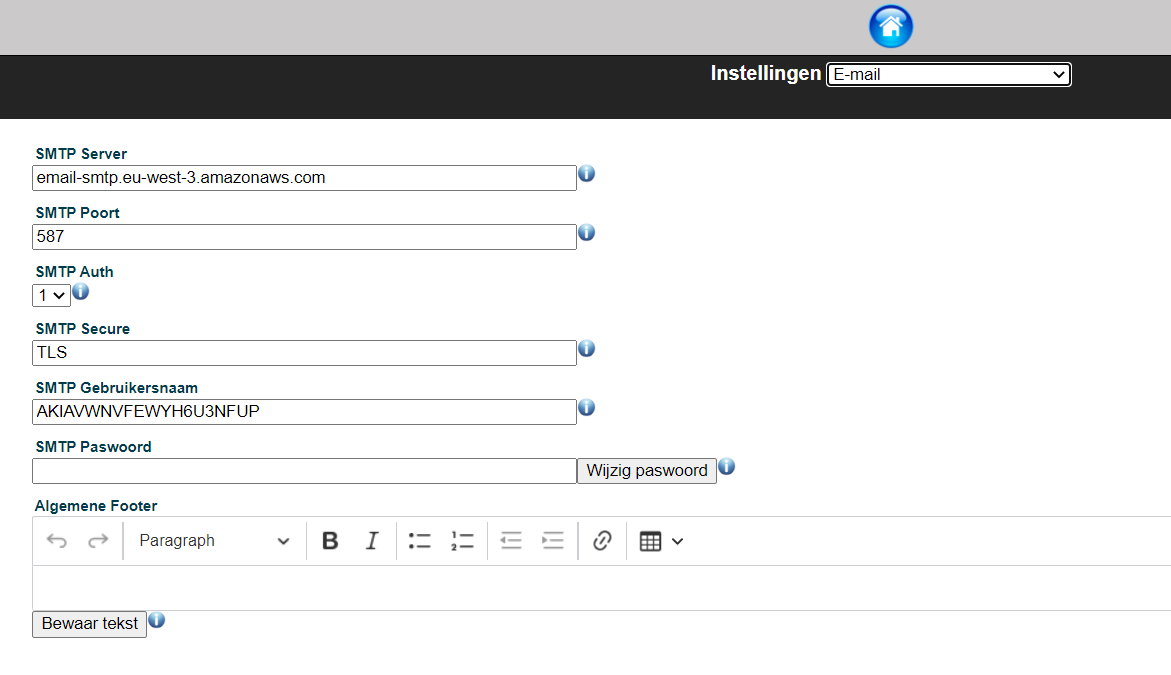 Instellingen E-mail
SMTP Server
email-smtp.eu-west-3.amazonaws.com
SMTP Poort
587
SMTP Auth
1
SMTP Secure
TLS
SMTP Gebruikersnaam
AKIAVWNVFEWYH6U3NFUP
SMTP Paswoord
Wijzig paswoord
Algemene Footer
Paragraph
Bewaar tekst